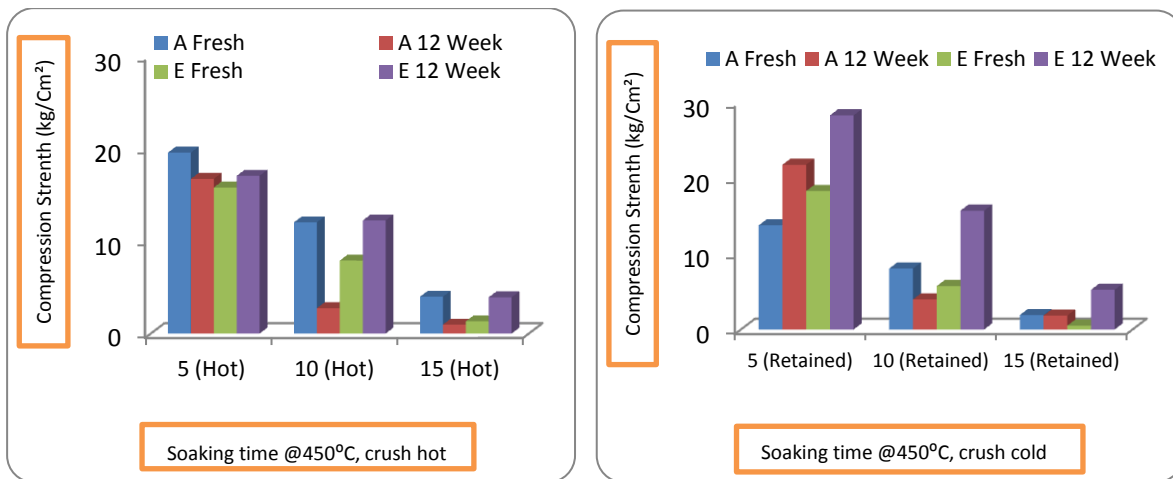 A Fresh
A 12 Week
E Fresh
E 12 Week
Compression Strenth (kg/Cm²)
30
20
10
0
5 (Hot)
10 (Hot)
15 (Hot)
Soaking time @450⁰C, crush hot
A Fresh
A 12 Week
E Fresh
E 12 Week
Compression Strenth (kg/Cm²)
30
20
10
0
5 (Retained)
10 (Retained)
15 (Retained)
Soaking time @450⁰C, crush cold